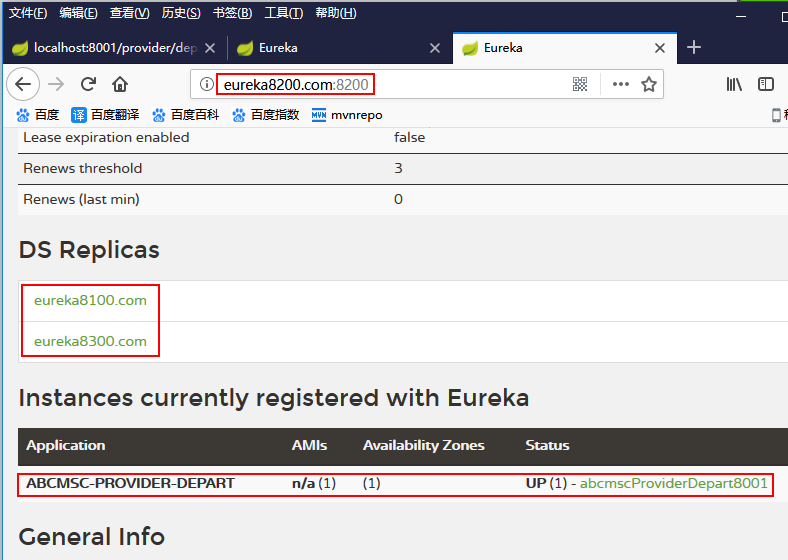 文件(F) 编辑(E) 查看(V) 历史(S) 书签(B) 工具(T) 帮助(H)
localhost:8001/provider/dep Eureka Eureka
eureka8200.com:8200
百度 译 百度翻译 百度百科 百度指数 MVN mvnrepo
Lease expiration enabled false
Renews threshold 3
Renews (last min) 0
DS Replicas
eureka8100.com
eureka8300.com
Instances currently registered with Eureka
Application AMIs Availability Zones Status
ABCMSC-PROVIDER-DEPART n/a (1) (1) UP (1) - abcmscProviderDepart8001
General Info